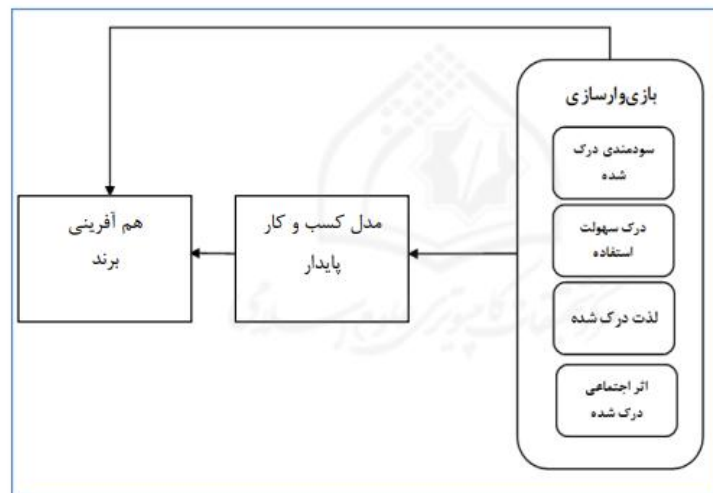 بازی‌وارسازی
سودمندی درک
شده
درک سهولت
استفاده
لذت درک شده
اثر اجتماعی
درک شده
مدل کسب و کار
پایدار
هم آفرینی
برند